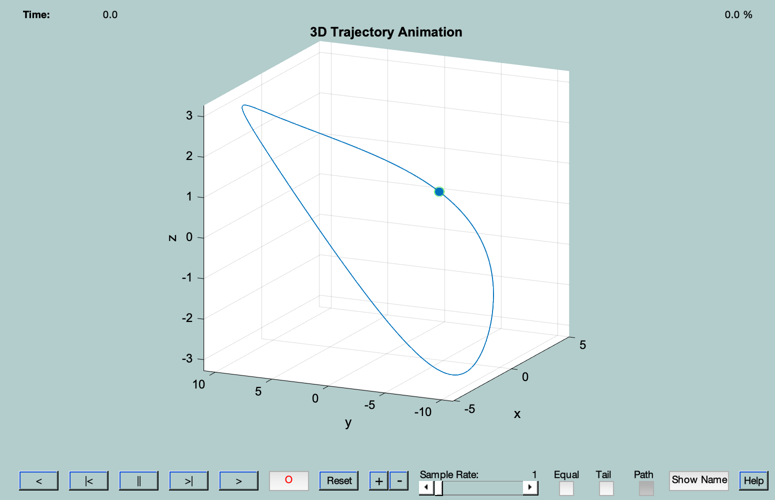 Time: 0.0 0.0 %
3D Trajectory Animation
3
2
1
z
0
-1
-2
-3
10
5
0
-5
-10
y
-5
0
5
x
< |< || >| > O Reset + - Sample Rate: 1 Equal Tail Path Show Name Help